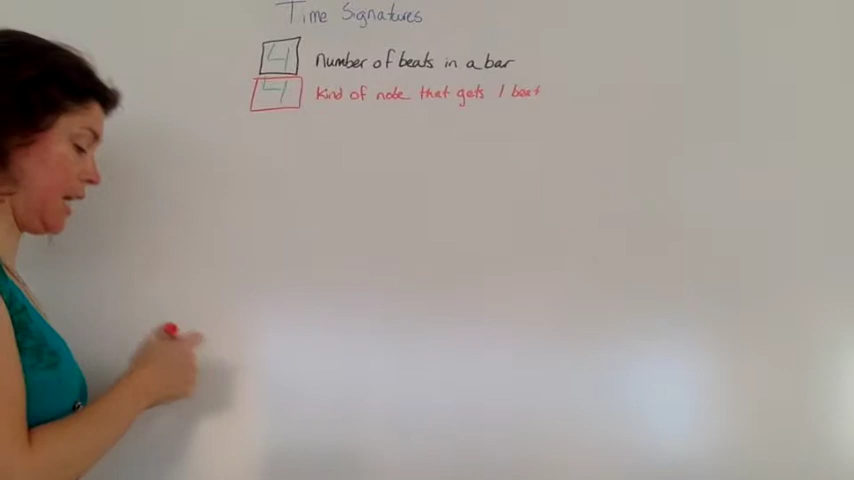 Time Signatures
4 number of beats in a bar
4 kind of note that gets 1 beat